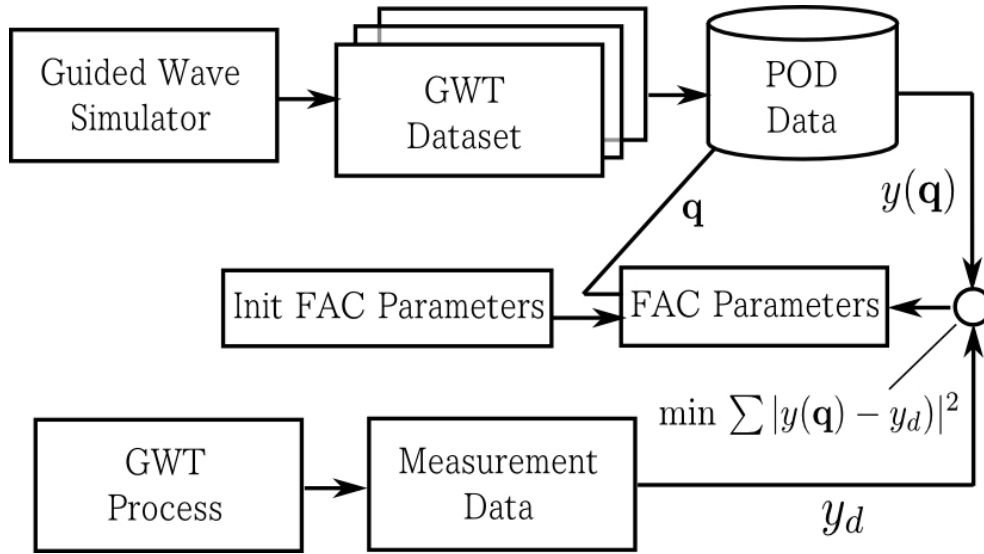 Guided Wave
Simulator
GWT
Dataset
POD
Data
q
y(q)
Init FAC Parameters
FAC Parameters
min ∑ |y(q) − y_d)|²
GWT
Process
Measurement
Data
y_d